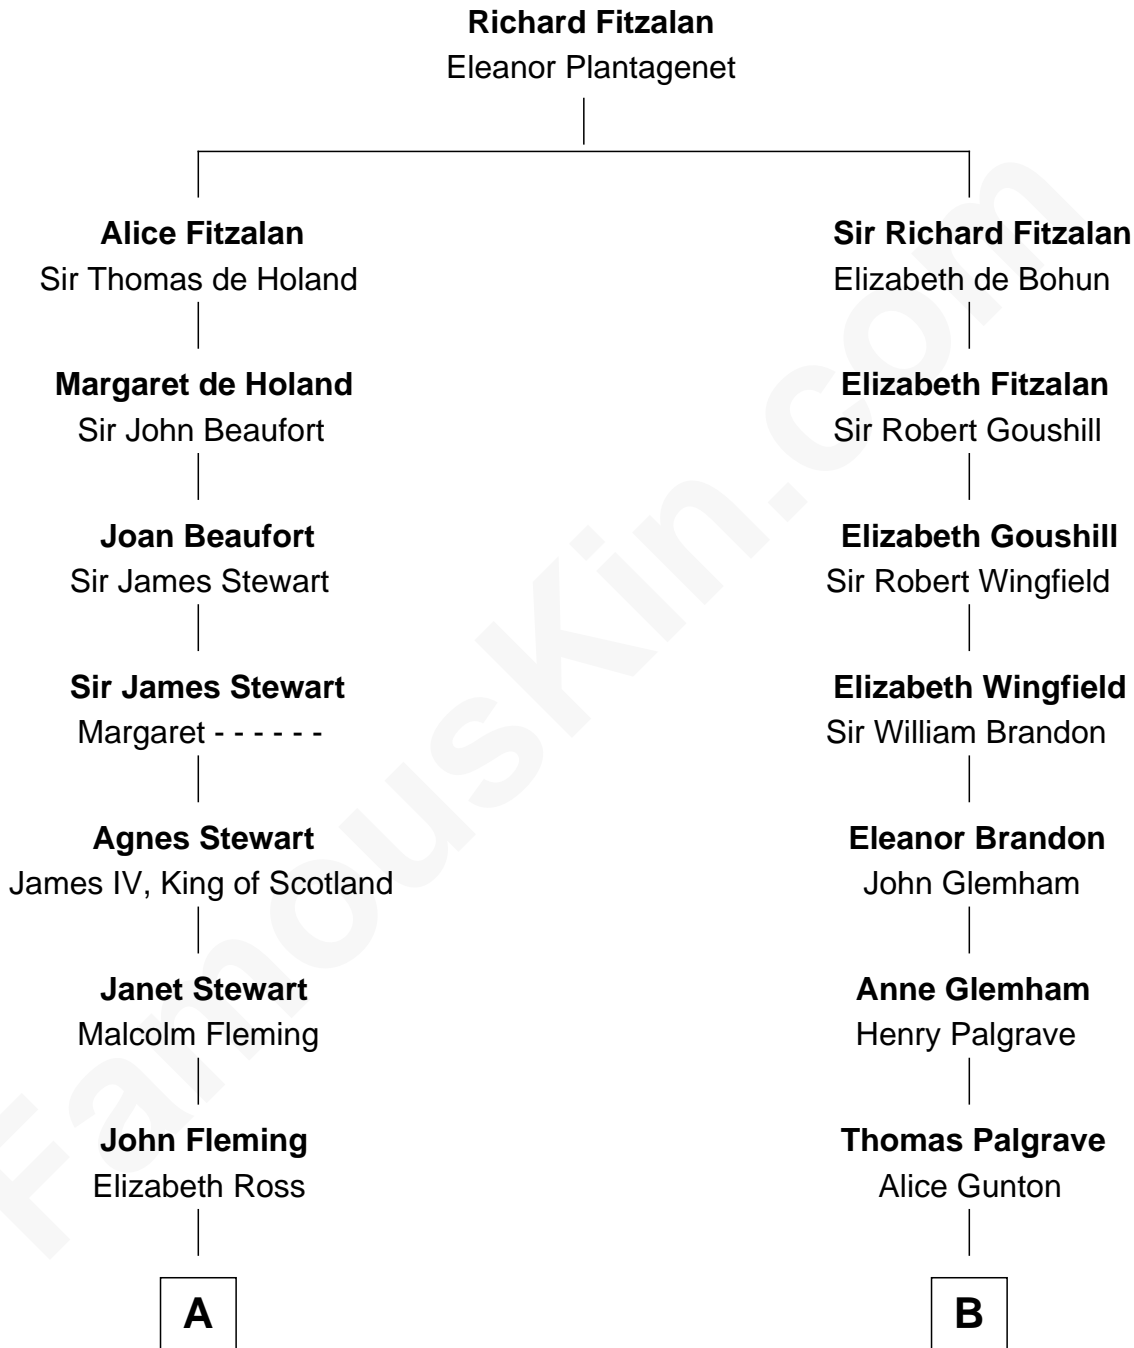 Richard Fitzalan
Eleanor Plantagenet
Alice Fitzalan
Sir Thomas de Holand
Sir Richard Fitzalan
Elizabeth de Bohun
Margaret de Holand
Sir John Beaufort
Elizabeth Fitzalan
Sir Robert Goushill
Joan Beaufort
Sir James Stewart
Elizabeth Goushill
Sir Robert Wingfield
Sir James Stewart
Margaret - - - - - -
Elizabeth Wingfield
Sir William Brandon
Agnes Stewart
James IV, King of Scotland
Eleanor Brandon
John Glemham
Janet Stewart
Malcolm Fleming
Anne Glemham
Henry Palgrave
John Fleming
Elizabeth Ross
Thomas Palgrave
Alice Gunton
A
B
FamousKin.com